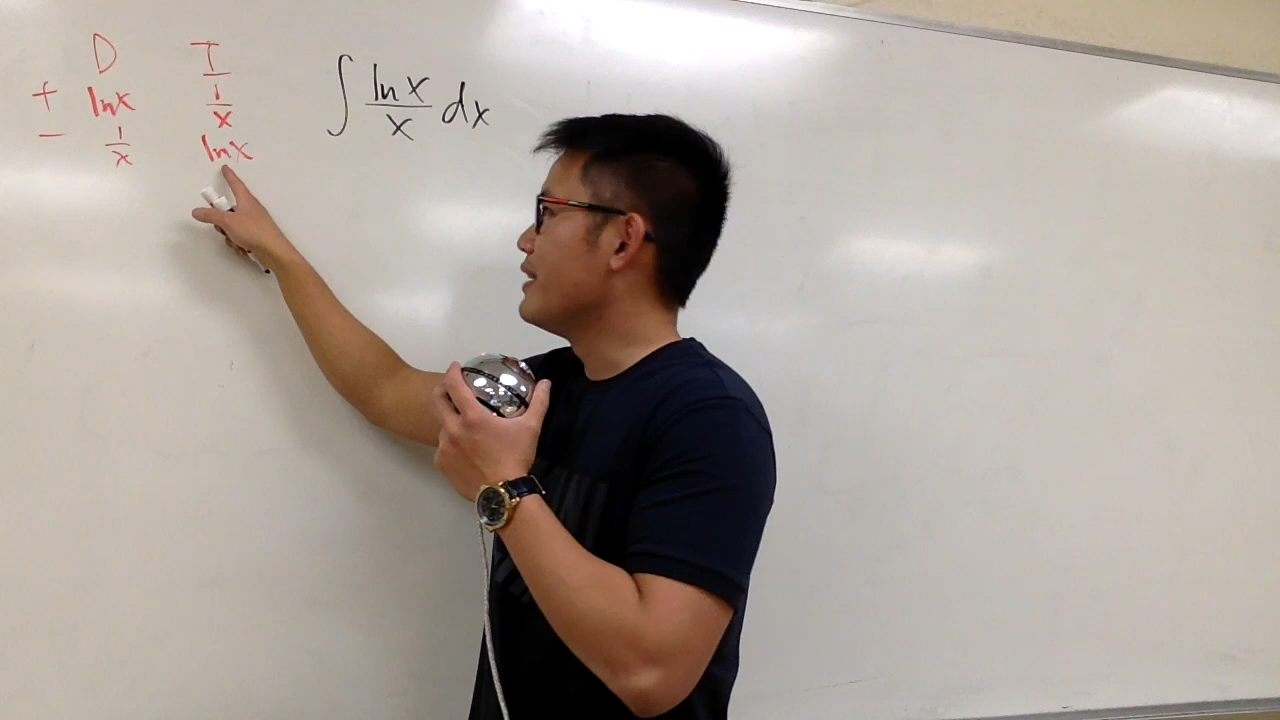 D I
+ ln x 1/x
− 1/x ln x
∫ ln x/x dx